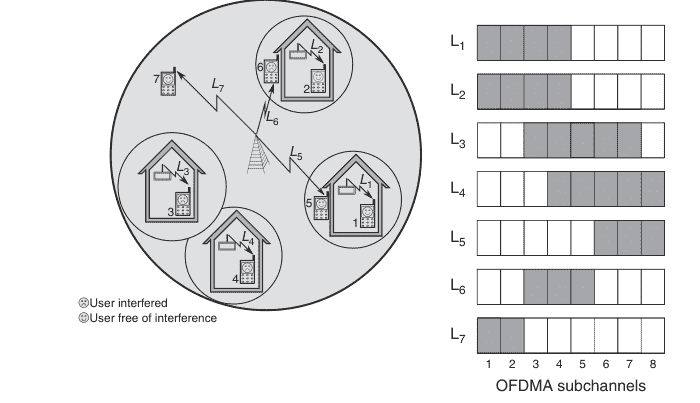 L1
L2
L3
L4
L5
L6
L7
1 2 3 4 5 6 7 8
OFDMA subchannels
7
L7
6
L2
2
L6
L5
L3
3
L1
5
1
L4
4
☹User interfered
☺User free of interference